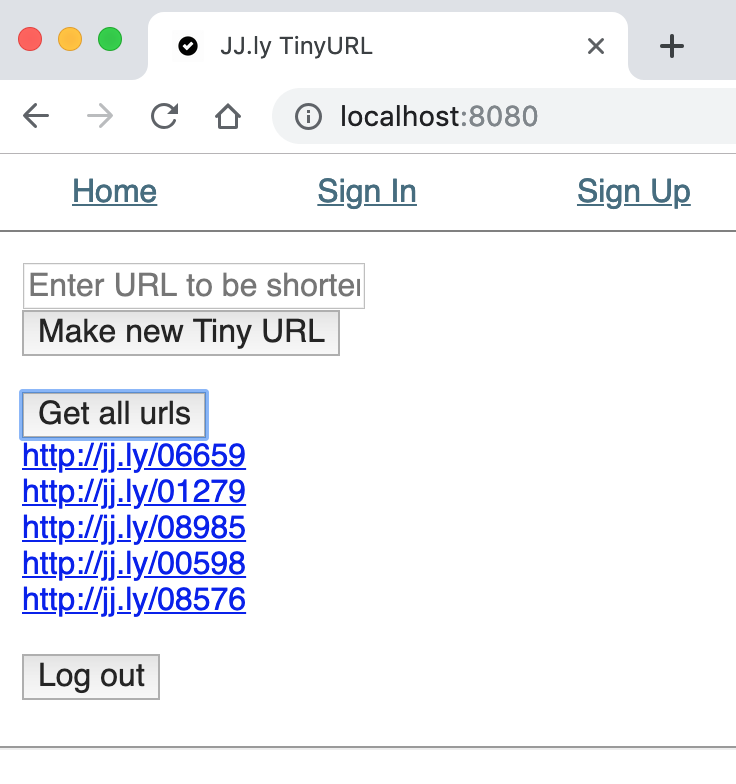 JJ.ly TinyURL
localhost:8080
Home Sign In Sign Up
Enter URL to be shorter
Make new Tiny URL
Get all urls
http://jj.ly/06659
http://jj.ly/01279
http://jj.ly/08985
http://jj.ly/00598
http://jj.ly/08576
Log out